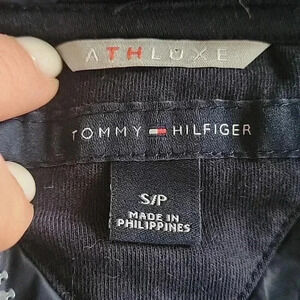 ATHLUXE
TOMMY HILFIGER
S/P
MADE IN
PHILIPPINES